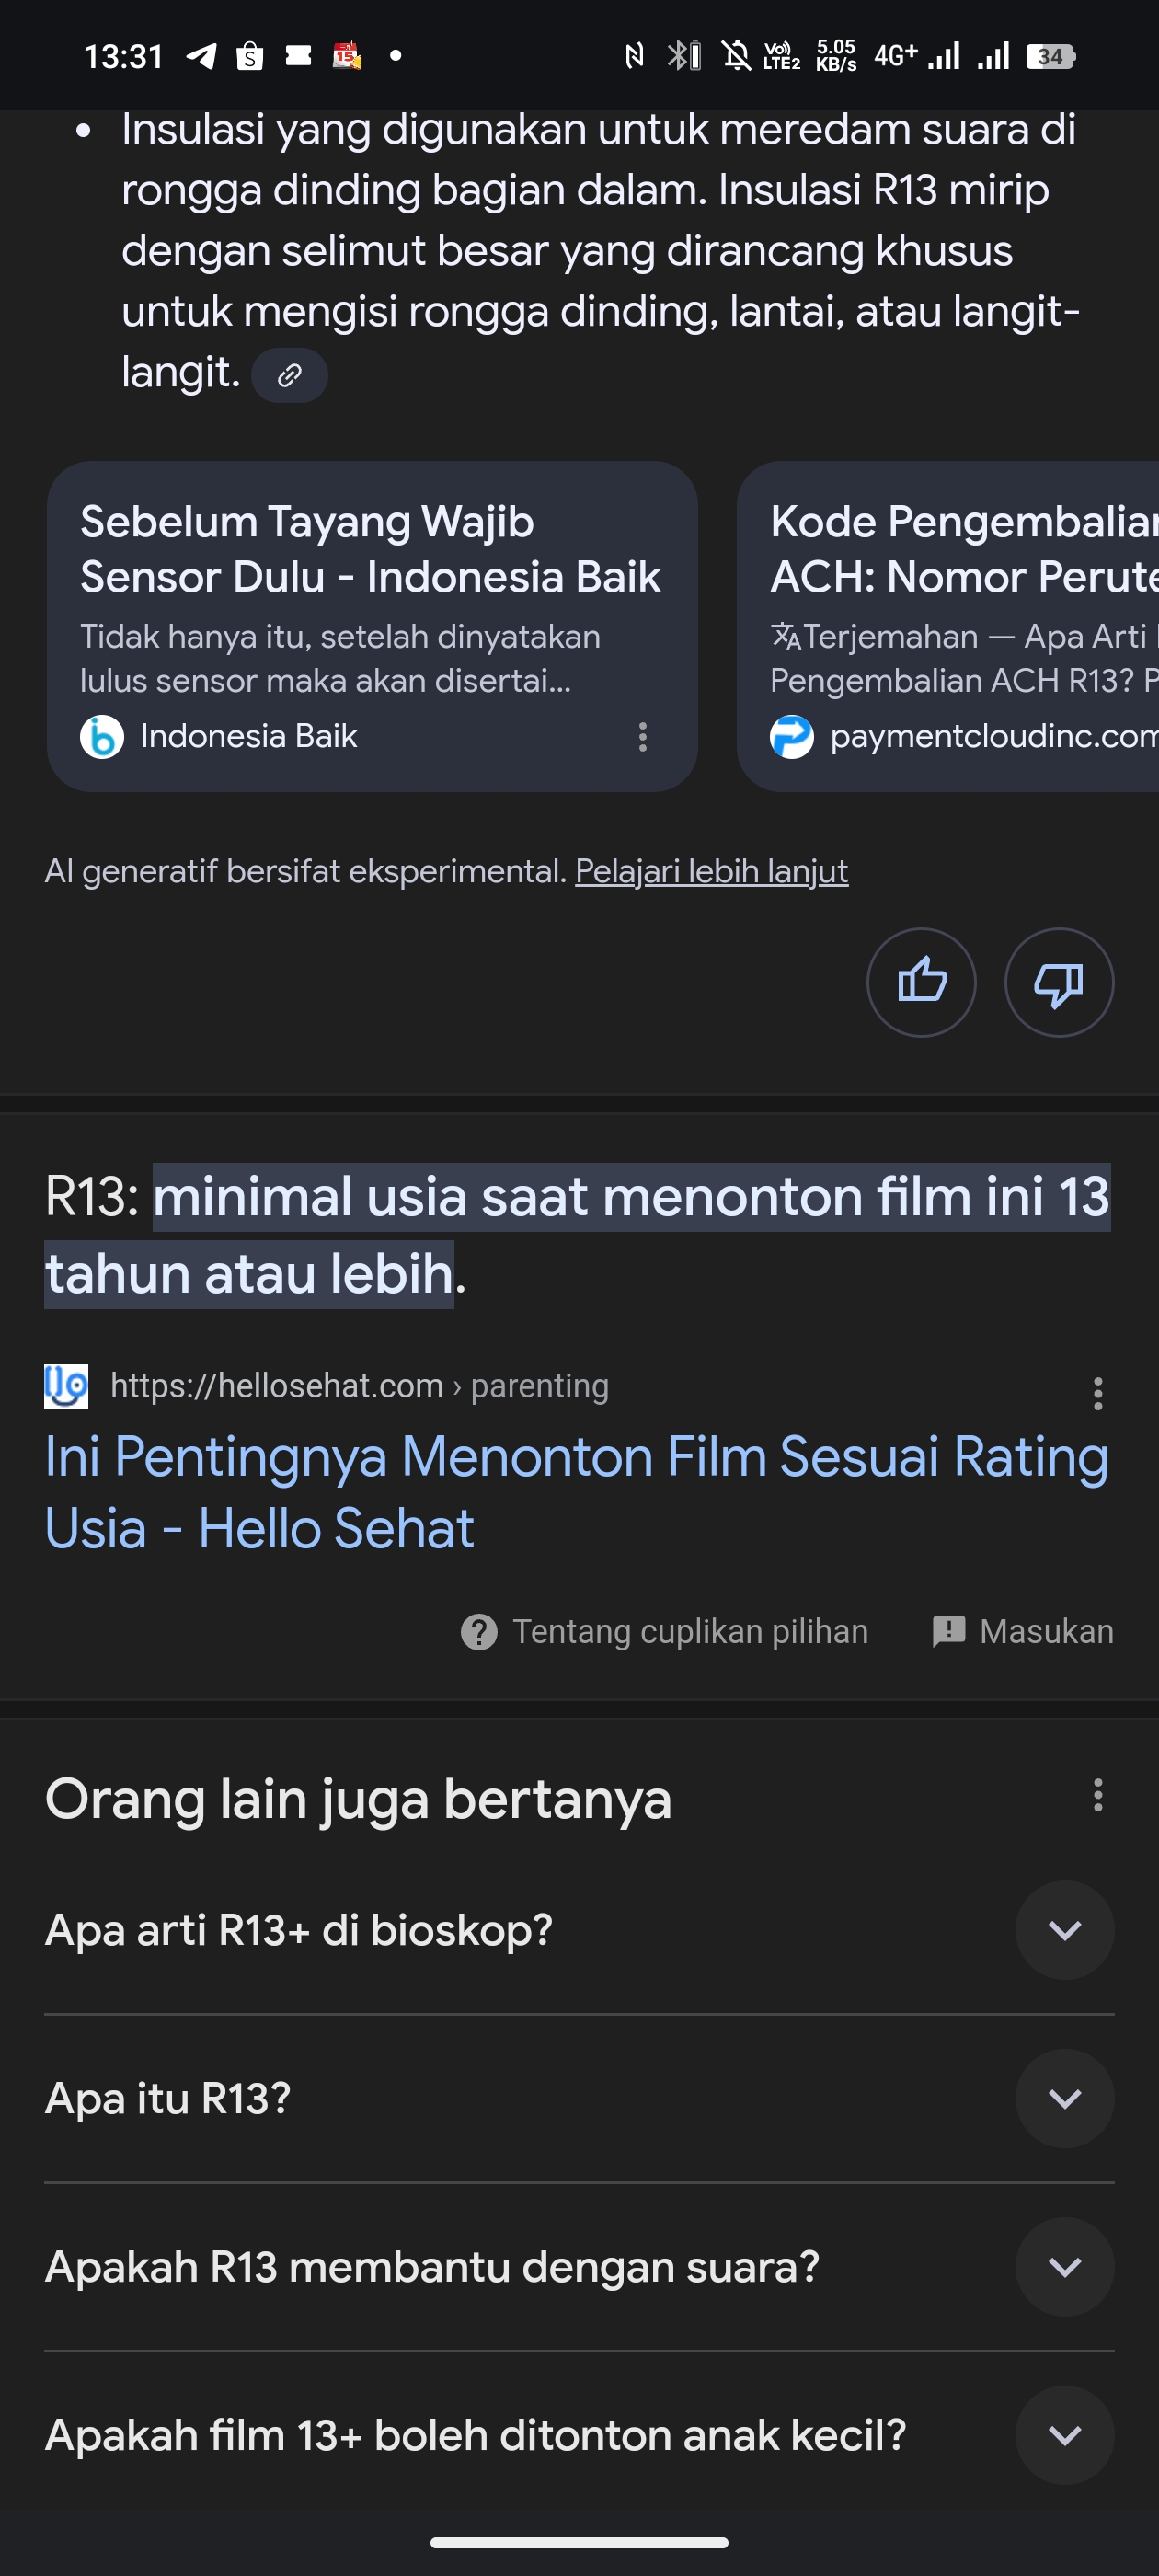 13:31
15
Vo)) LTE2
5.05 KB/s
4G+
34
• Insulasi yang digunakan untuk meredam suara di
rongga dinding bagian dalam. Insulasi R13 mirip
dengan selimut besar yang dirancang khusus
untuk mengisi rongga dinding, lantai, atau langit-
langit.
Sebelum Tayang Wajib
Sensor Dulu - Indonesia Baik
Tidak hanya itu, setelah dinyatakan
lulus sensor maka akan disertai...
Indonesia Baik
Kode Pengembalian
ACH: Nomor Perute
Terjemahan — Apa Arti
Pengembalian ACH R13? P
paymentcloudinc.com
AI generatif bersifat eksperimental. Pelajari lebih lanjut
R13: minimal usia saat menonton film ini 13
tahun atau lebih.
https://hellosehat.com › parenting
Ini Pentingnya Menonton Film Sesuai Rating
Usia - Hello Sehat
Tentang cuplikan pilihan
Masukan
Orang lain juga bertanya
Apa arti R13+ di bioskop?
Apa itu R13?
Apakah R13 membantu dengan suara?
Apakah film 13+ boleh ditonton anak kecil?